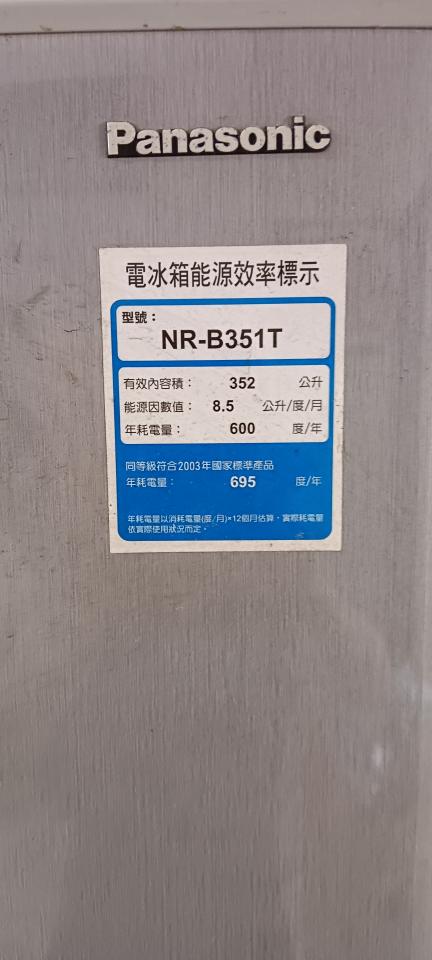 Panasonic
電冰箱能源效率標示
型號：
NR-B351T
有效內容積： 352 公升
能源因數值： 8.5 公升/度/月
年耗電量： 600 度/年
同等級符合2003年國家標準產品
年耗電量： 695 度/年
年耗電量以消耗電量(度/月)×12個月估算，實際耗電量
依實際使用狀況而定。